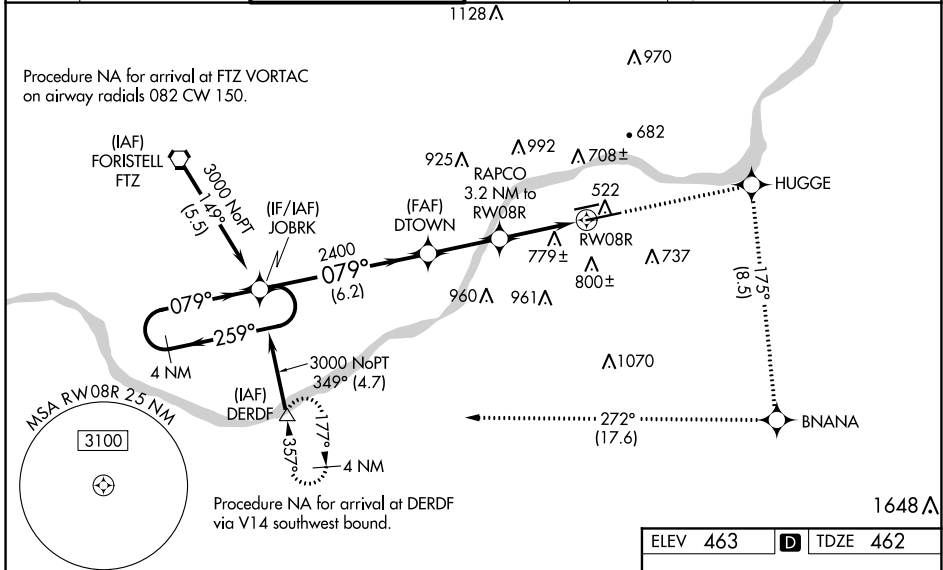 1128
Procedure NA for arrival at FTZ VORTAC
on airway radials 082 CW 150.
970
682
(IAF)
FORISTELL
FTZ
3000 NoPT
149°
(5.5)
925
992
708±
RAPCO
3.2 NM to
RW08R
522
HUGGE
(IF/IAF)
JOBRK
(FAF)
DTOWN
RW08R
2400
079°
(6.2)
779±
737
800±
175°
(8.5)
079°
259°
960
961
4 NM
3000 NoPT
349° (4.7)
1070
(IAF)
DERDF
177°
357°
4 NM
272°
(17.6)
BNANA
MSA RW08R 25 NM
3100
Procedure NA for arrival at DERDF
via V14 southwest bound.
1648
ELEV 463 D TDZE 462